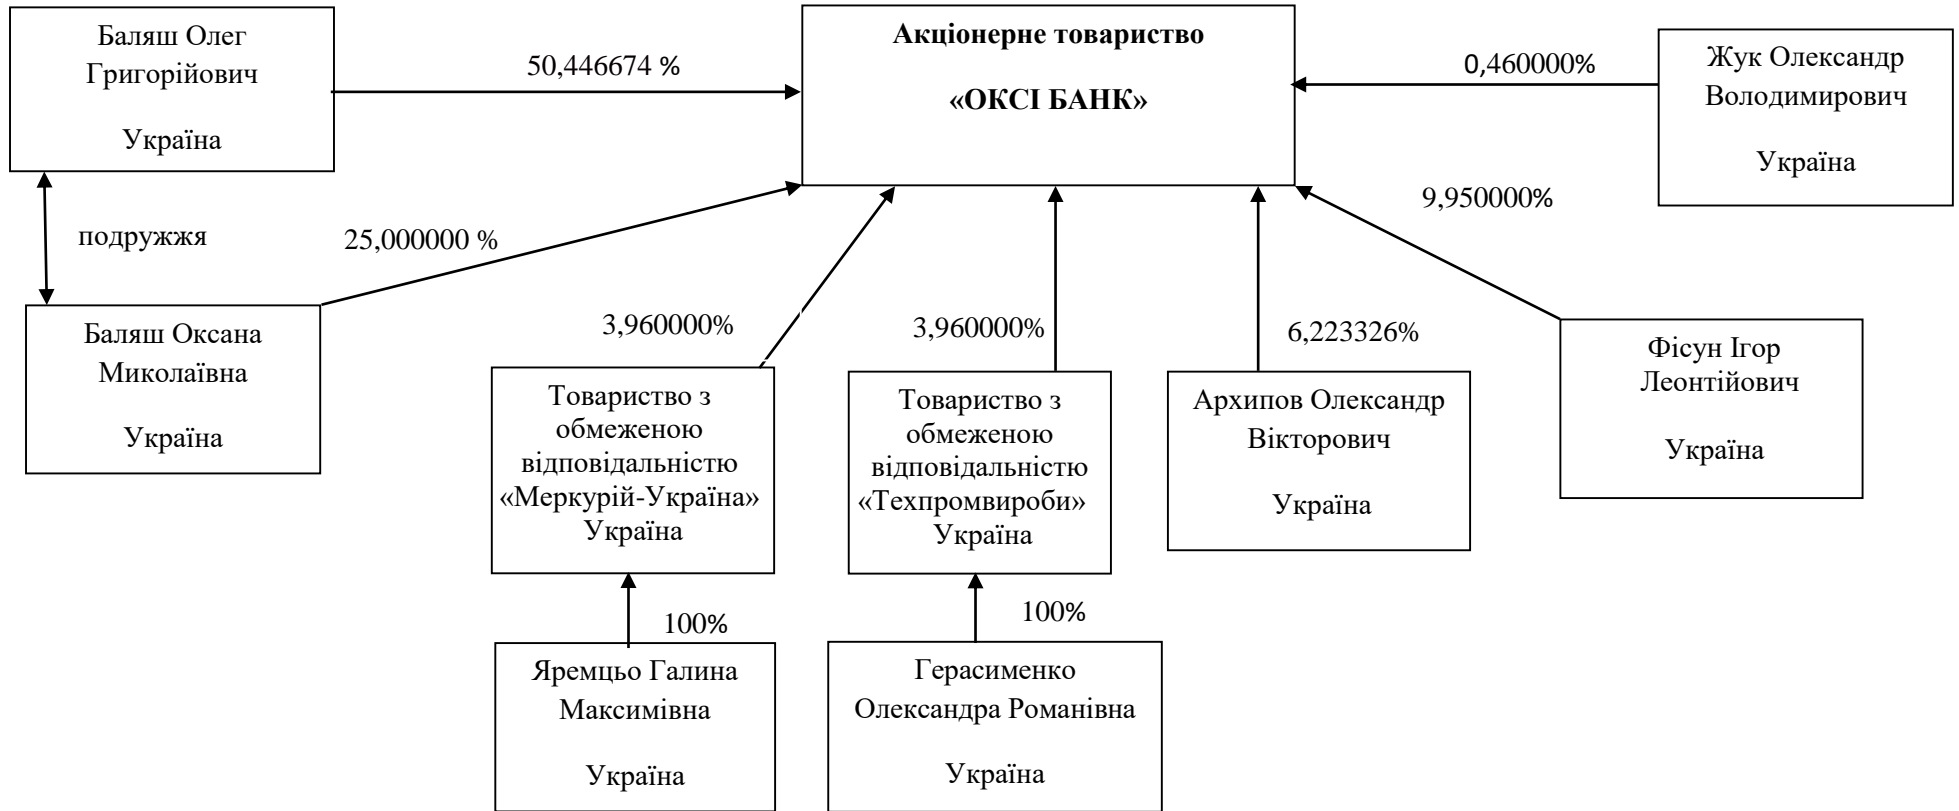 Баляш Олег
Григорійович
Україна
50,446674 %
Акціонерне товариство
«ОКСІ БАНК»
0,460000%
Жук Олександр
Володимирович
Україна
подружжя
25,000000 %
9,950000%
Баляш Оксана
Миколаївна
Україна
3,960000%
3,960000%
6,223326%
Товариство з
обмеженою
відповідальністю
«Меркурій-Україна»
Україна
Товариство з
обмеженою
відповідальністю
«Техпромвироби»
Україна
Архипов Олександр
Вікторович
Україна
Фісун Ігор
Леонтійович
Україна
100%
100%
Яремцьо Галина
Максимівна
Україна
Герасименко
Олександра Романівна
Україна